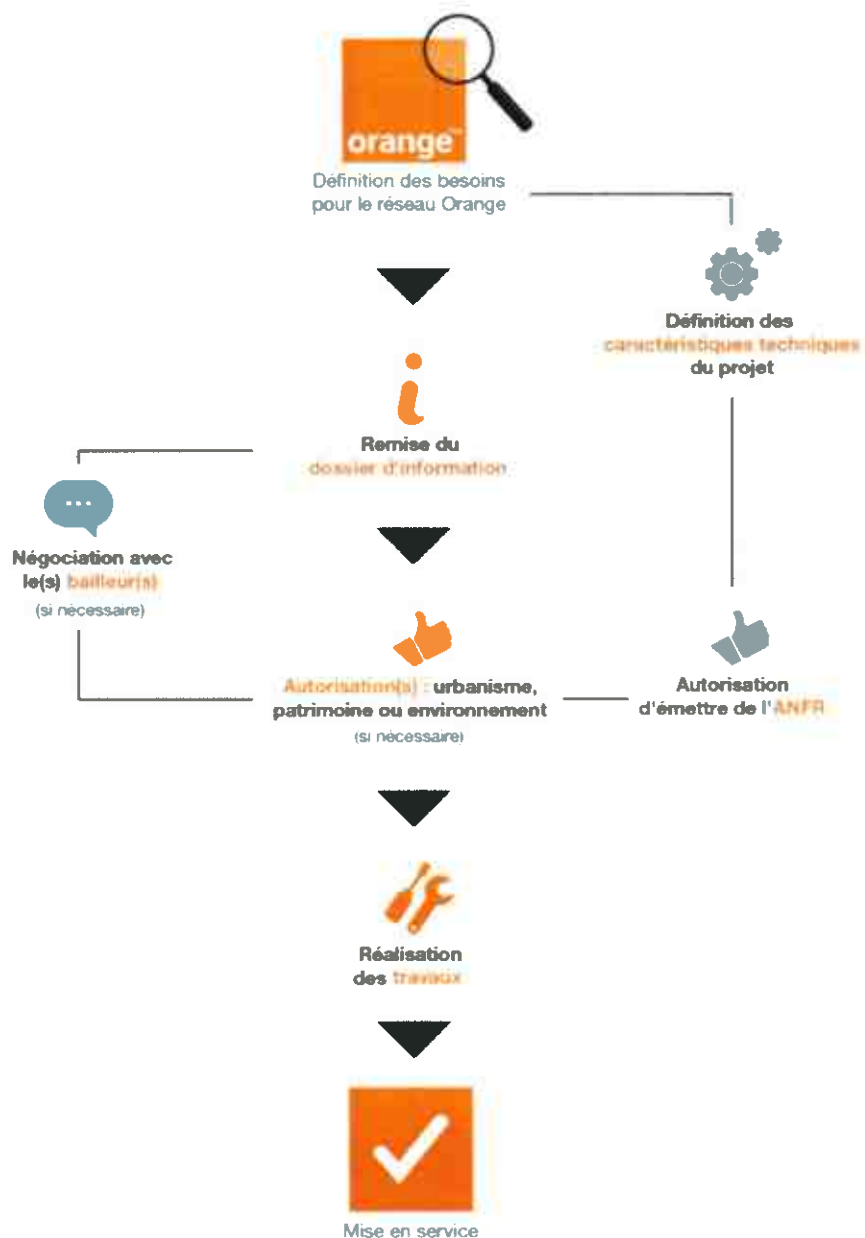 orange™
Définition des besoins
pour le réseau Orange
Définition des
caractéristiques techniques
du projet
Remise du
dossier d'information
Négociation avec
le(s) bailleur(s)
(si nécessaire)
Autorisation(s) : urbanisme,
patrimoine ou environnement
(si nécessaire)
Autorisation
d'émettre de l'ANFR
Réalisation
des travaux
Mise en service